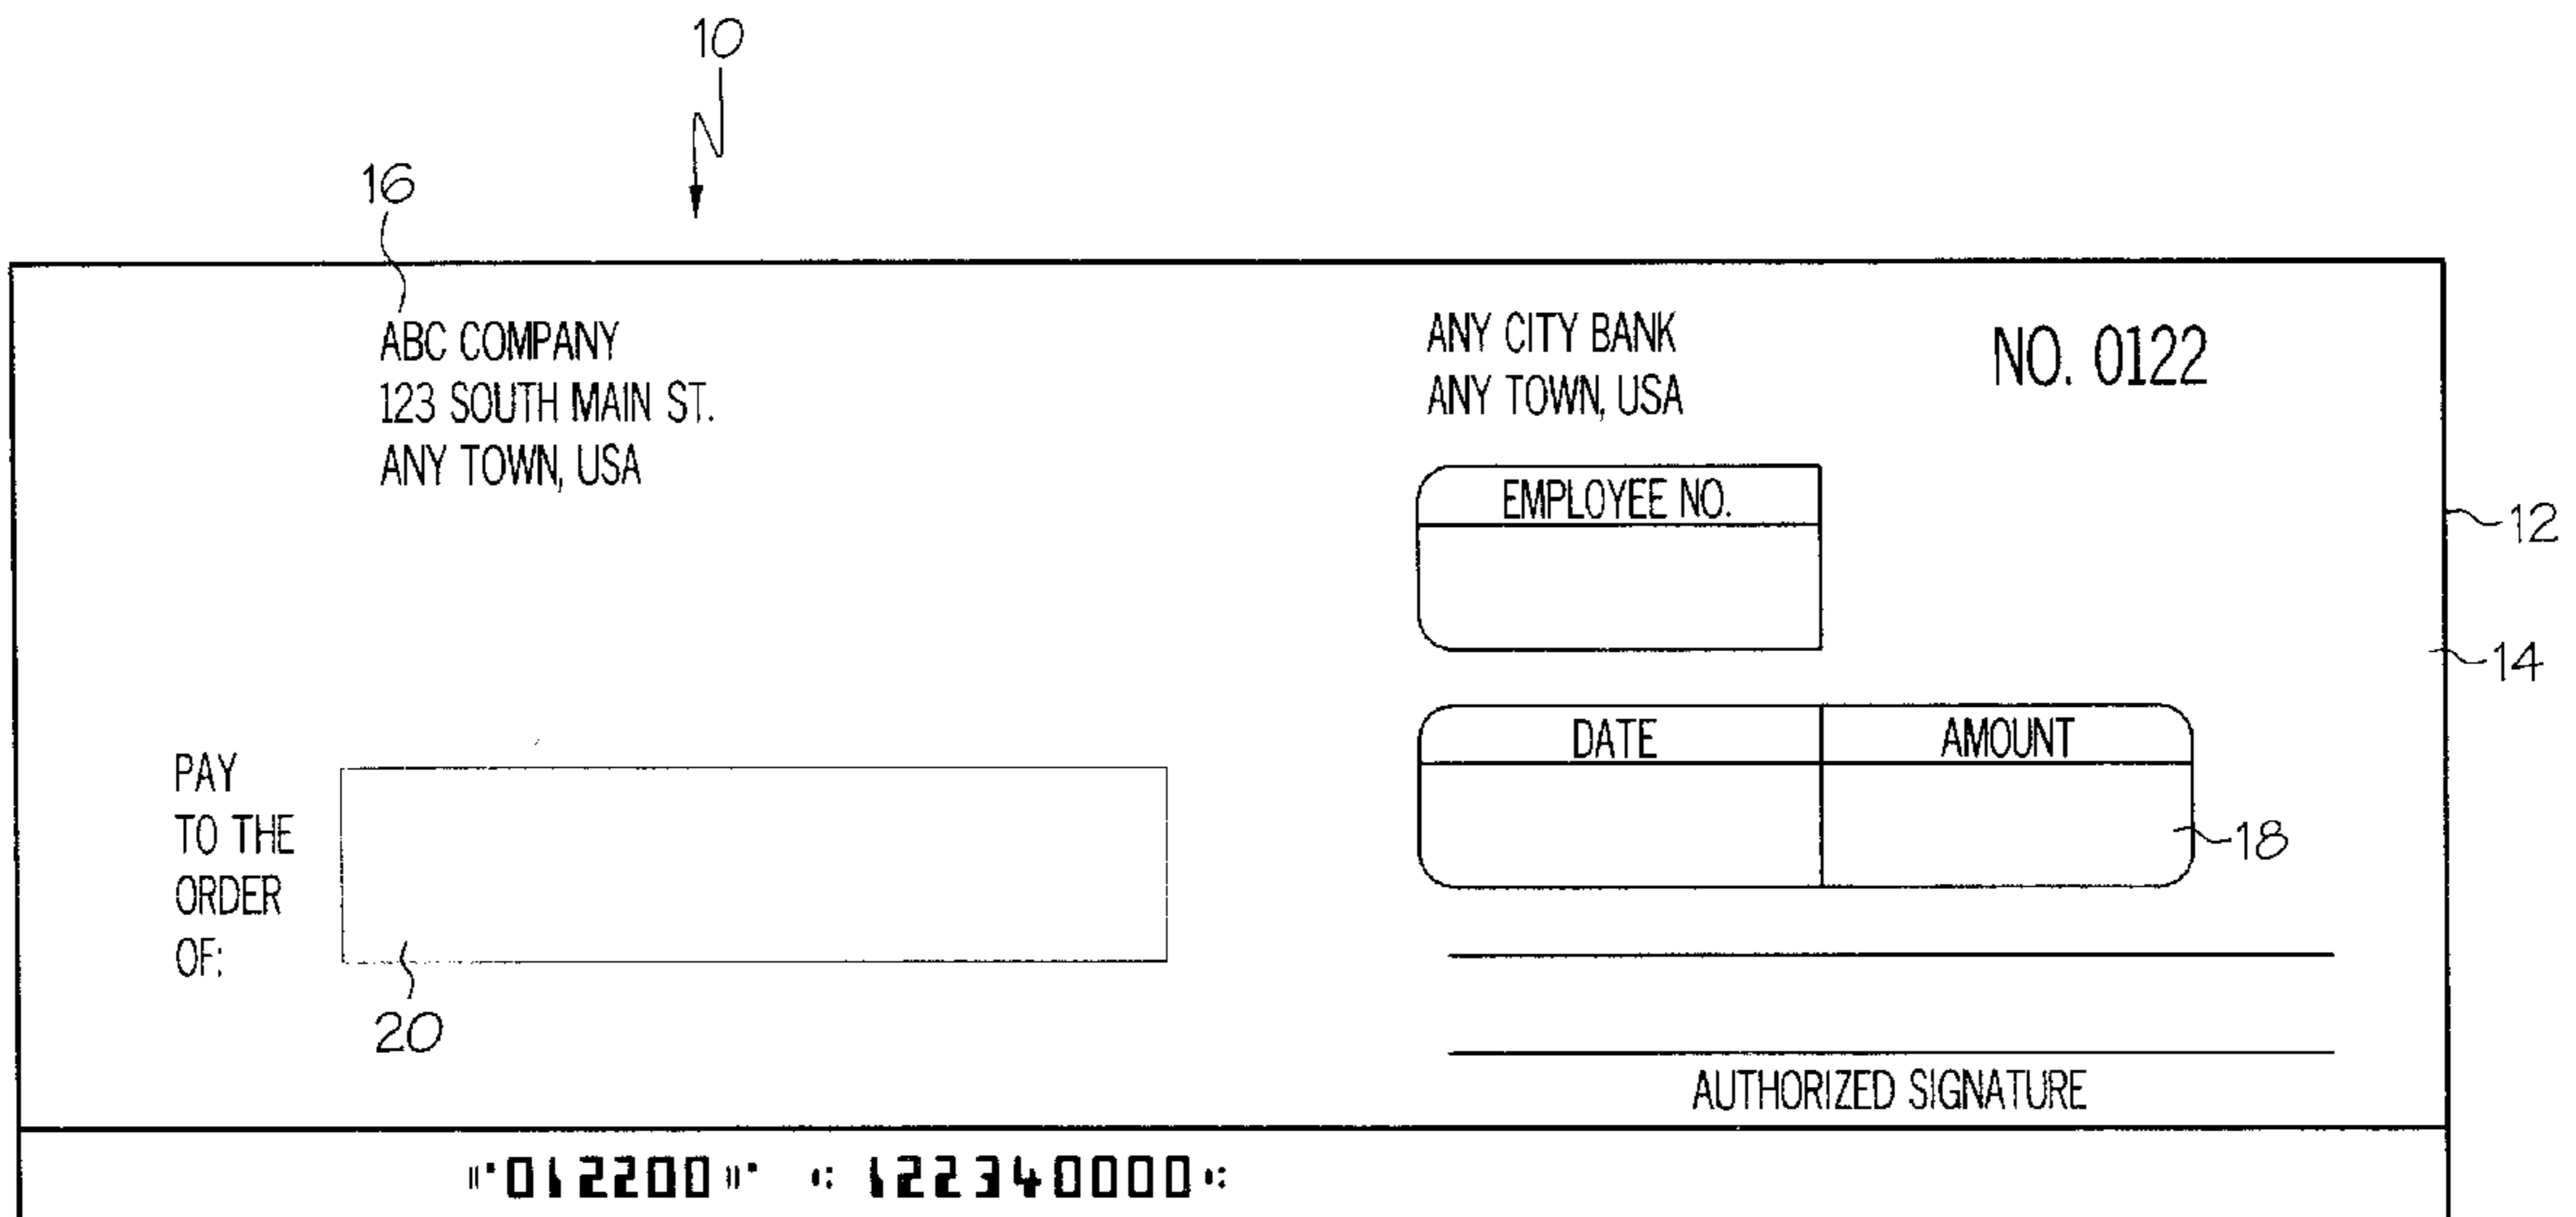 10
16
ABC COMPANY
123 SOUTH MAIN ST.
ANY TOWN, USA
ANY CITY BANK
ANY TOWN, USA
NO. 0122
EMPLOYEE NO.
12
14
DATE AMOUNT
18
PAY
TO THE
ORDER
OF:
20
AUTHORIZED SIGNATURE
⑈012200⑈ ⑆122340000⑆